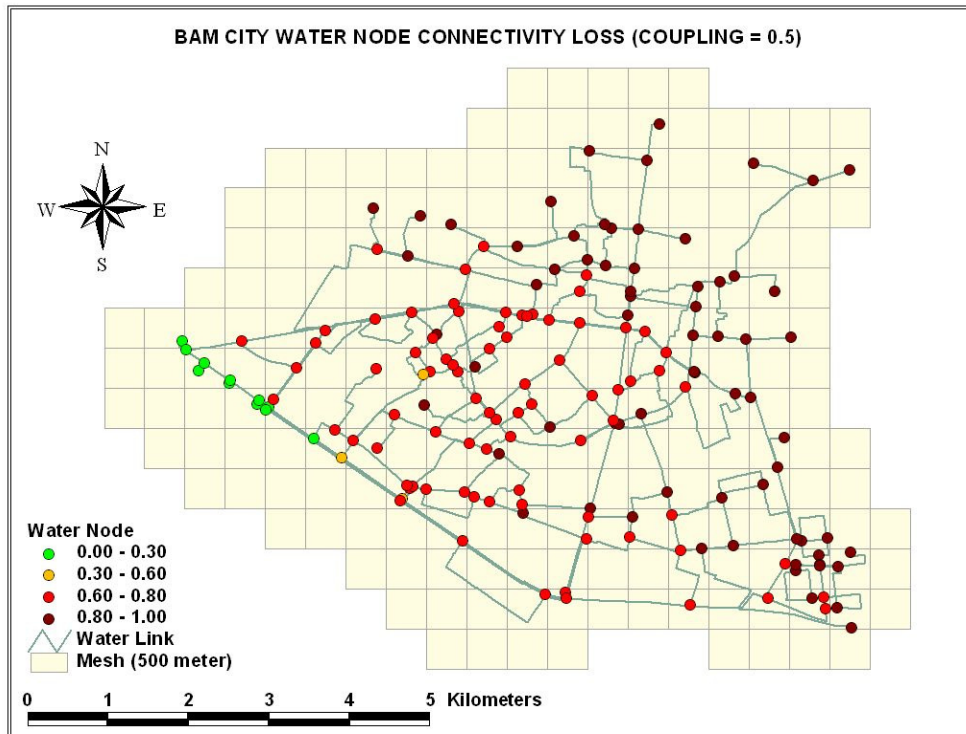 BAM CITY WATER NODE CONNECTIVITY LOSS (COUPLING = 0.5)
N
W E
S
Water Node
0.00 - 0.30
0.30 - 0.60
0.60 - 0.80
0.80 - 1.00
Water Link
Mesh (500 meter)
0 1 2 3 4 5 Kilometers